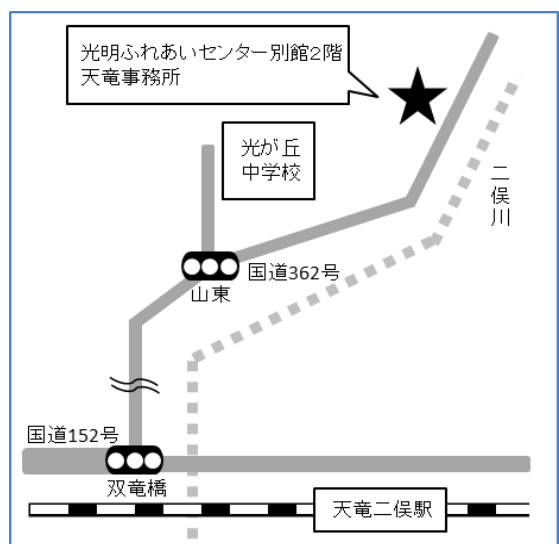 光明ふれあいセンター別館2階
天竜事務所
光が丘
中学校
二俣川
国道362号
山東
国道152号
双竜橋
天竜二俣駅